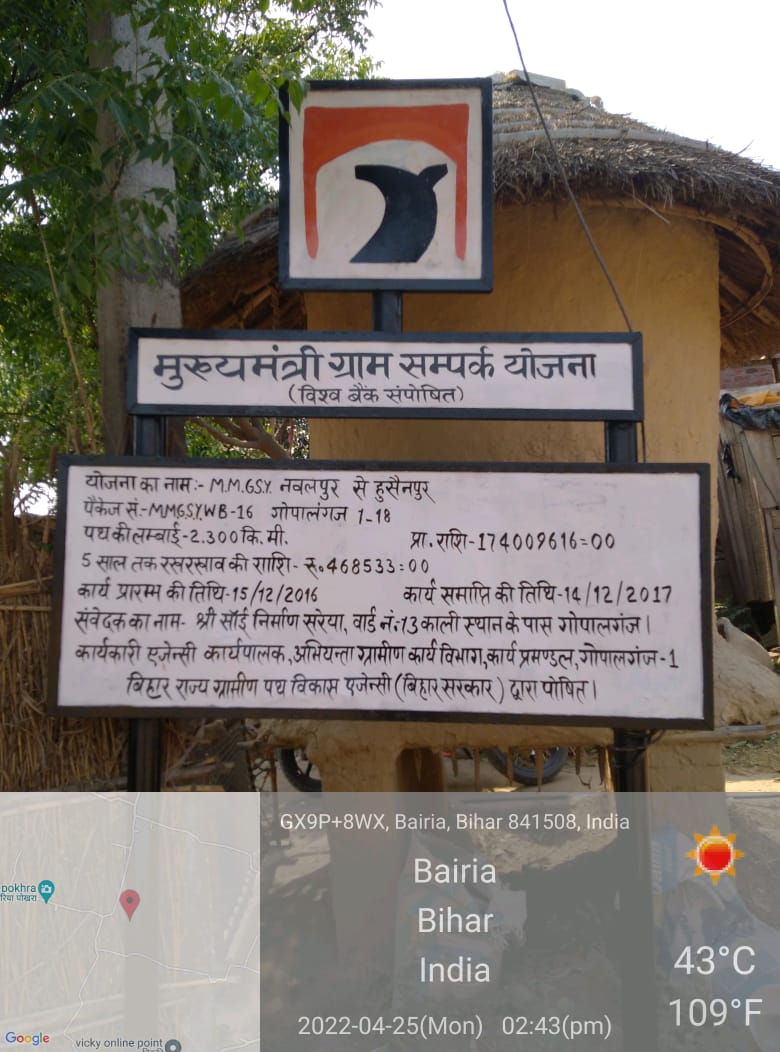 मुख्यमंत्री ग्राम सम्पर्क योजना
(विश्व बैंक संपोषित)
योजना का नाम:- M.M.G.S.Y. नवलपुर से हुसैनपुर
पैकेज सं:-MMGSY.WB-16 गोपालंगज 1-18
पथ की लम्बाई-2.300 कि.मी. प्रा. राशि-174009616=00
5 साल तक रखरखाव की राशि- रु.468533=00
कार्य प्रारम्भ की तिथि-15/12/2016 कार्य समाप्ति की तिथि-14/12/2017
संवेदक का नाम- श्री सॉई निर्माण सरेया, वार्ड नं:13 काली स्थान के पास गोपालगंज।
कार्यकारी एजेन्सी कार्यपालक, अभियन्ता ग्रामीण कार्य विभाग, कार्य प्रमण्डल, गोपालगंज-1
बिहार राज्य ग्रामीण पथ विकास एजेन्सी (बिहार सरकार) द्वारा पोषित।
GX9P+8WX, Bairia, Bihar 841508, India
Bairia
Bihar
India
43°C
109°F
2022-04-25(Mon) 02:43(pm)
pokhra
रिया पोखरा
Google
vicky online point